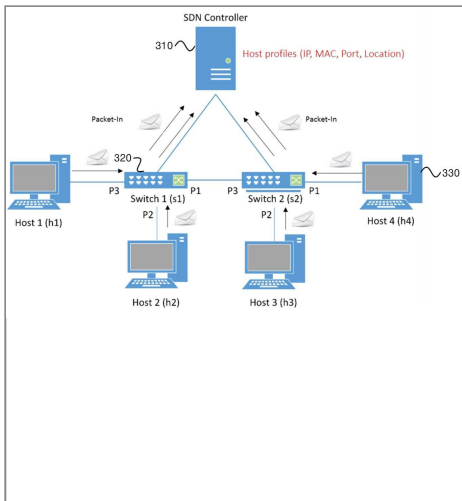 SDN Controller
310
Host profiles (IP, MAC, Port, Location)
Packet-In
Packet-In
320
330
P3
P1
P3
P1
Switch 1 (s1)
Switch 2 (s2)
Host 1 (h1)
Host 4 (h4)
P2
P2
Host 2 (h2)
Host 3 (h3)